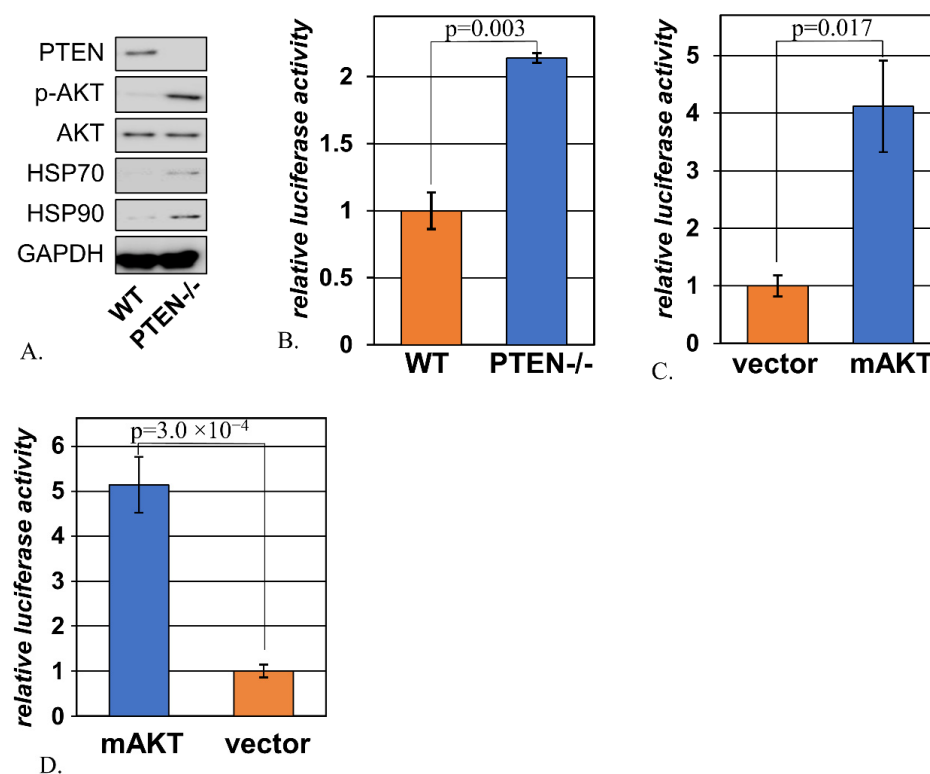 PTEN
p-AKT
AKT
HSP70
HSP90
GAPDH
WT
PTEN-/-
A.
relative luciferase activity
p=0.003
2
1.5
1
0.5
0
WT
PTEN-/-
B.
relative luciferase activity
p=0.017
5
4
3
2
1
0
vector
mAKT
C.
relative luciferase activity
p=3.0 ×10⁻⁴
6
5
4
3
2
1
0
mAKT
vector
D.